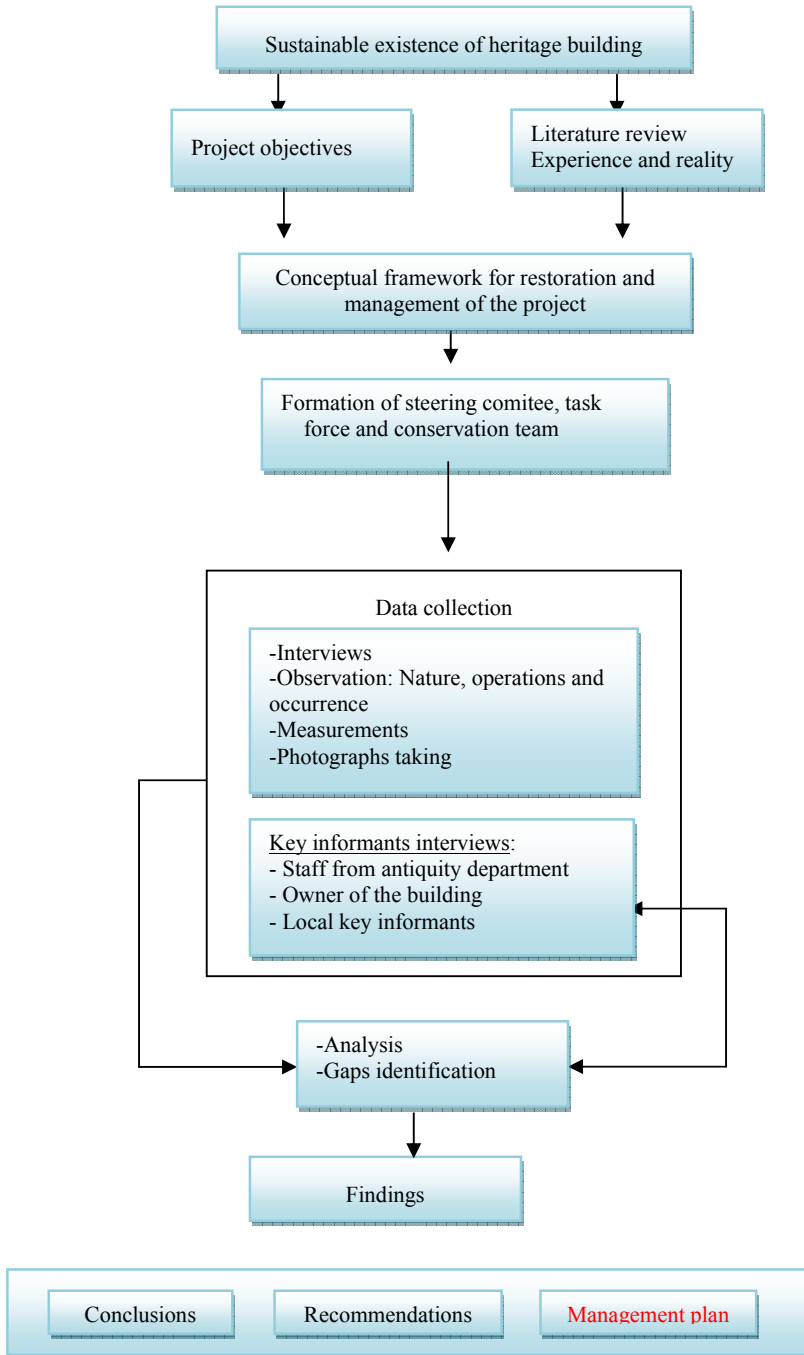 Sustainable existence of heritage building
Project objectives
Literature review
Experience and reality
Conceptual framework for restoration and
management of the project
Formation of steering comitee, task
force and conservation team
Data collection
-Interviews
-Observation: Nature, operations and
occurrence
-Measurements
-Photographs taking
Key informants interviews:
- Staff from antiquity department
- Owner of the building
- Local key informants
-Analysis
-Gaps identification
Findings
Conclusions
Recommendations
Management plan